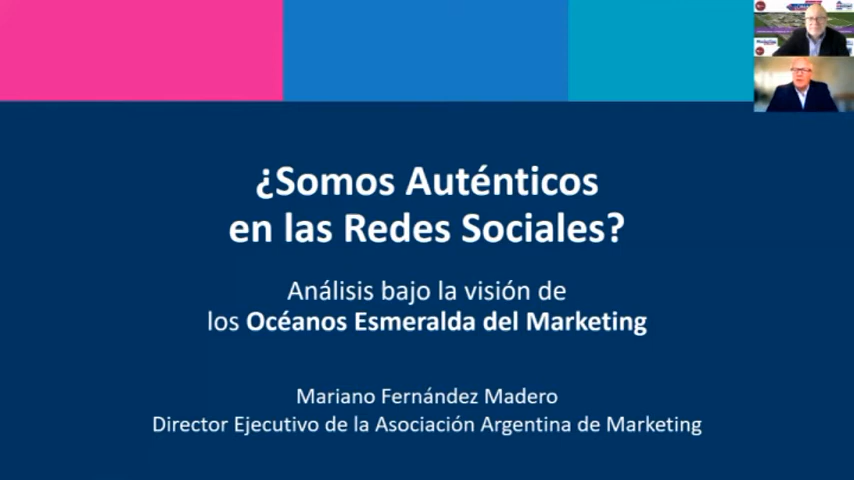 ¿Somos Auténticos
en las Redes Sociales?
Análisis bajo la visión de
los Océanos Esmeralda del Marketing
Mariano Fernández Madero
Director Ejecutivo de la Asociación Argentina de Marketing